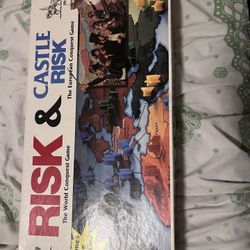 RISK &
The World Conquest Game
CASTLE
RISK
The European Conquest Game